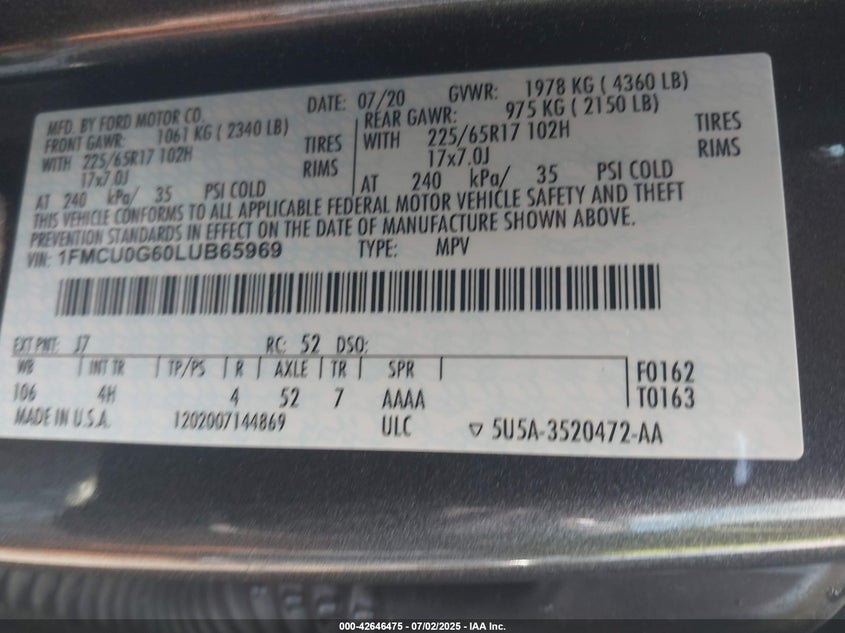 MFD. BY FORD MOTOR CO.
DATE: 07/20 GVWR: 1978 KG ( 4360 LB)
FRONT GAWR: 1061 KG ( 2340 LB)
REAR GAWR: 975 KG ( 2150 LB)
WITH 225/65R17 102H TIRES
WITH 225/65R17 102H TIRES
17x7.0J RIMS
17x7.0J RIMS
AT 240 kPa/ 35 PSI COLD
AT 240 kPa/ 35 PSI COLD
THIS VEHICLE CONFORMS TO ALL APPLICABLE FEDERAL MOTOR VEHICLE SAFETY AND THEFT
PREVENTION STANDARDS IN EFFECT ON THE DATE OF MANUFACTURE SHOWN ABOVE.
VIN: 1FMCU0G60LUB65969 TYPE: MPV
EXT PNT: J7 RC: 52 DSO:
WB INT TR TP/PS R AXLE TR SPR F0162
106 4H 4 52 7 AAAA T0163
MADE IN U.S.A. 1202007144869 ULC 5U5A-3520472-AA
000-42646475 - 07/02/2025 - IAA Inc.